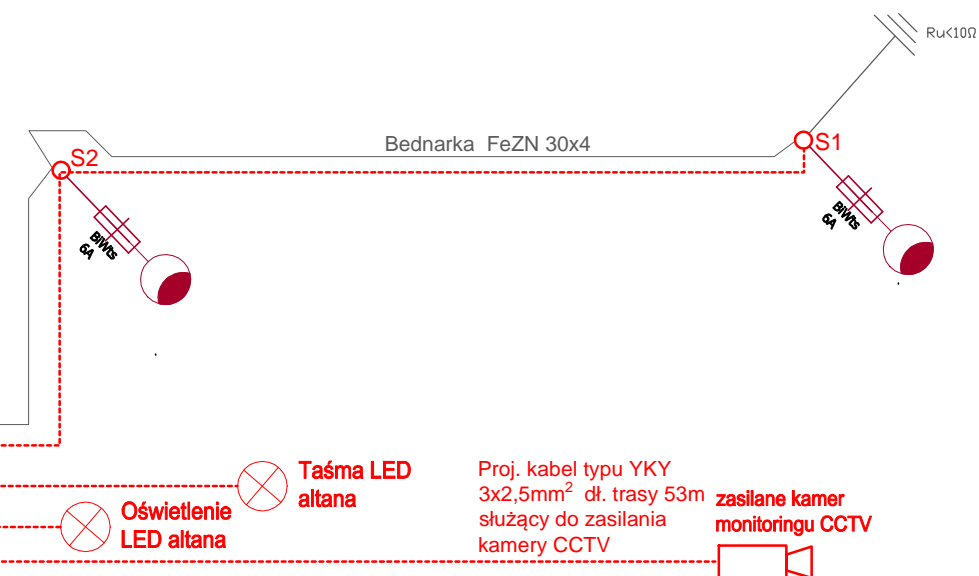 Ru<10Ω
Bednarka FeZN 30x4
S1
S2
BiWts
6A
BiWts
6A
Taśma LED
altana
Oświetlenie
LED altana
Proj. kabel typu YKY
3x2,5mm² dł. trasy 53m
służący do zasilania
kamery CCTV
zasilane kamer
monitoringu CCTV